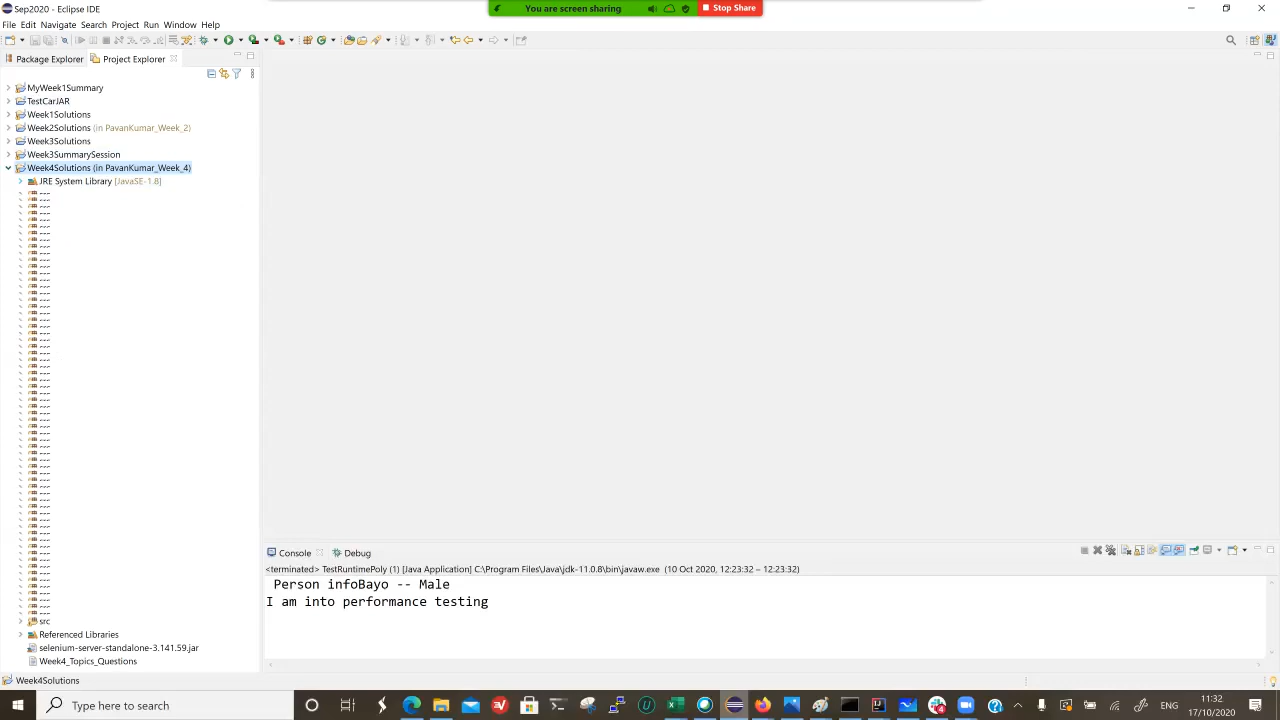 Sep2020 - Eclipse IDE
You are screen sharing
Stop Share
File Edit Navigate Search Project Run Window Help
Package Explorer Project Explorer
MyWeek1Summary
TestCarJAR
Week1Solutions
Week2Solutions (in PavanKumar_Week_2)
Week3Solutions
Week3SummarySession
Week4Solutions (in PavanKumar_Week_4)
JRE System Library [JavaSE-1.8]
src
Referenced Libraries
selenium-server-standalone-3.141.59.jar
Week4_Topics_Questions
Console Debug
<terminated> TestRuntimePoly (1) [Java Application] C:\Program Files\Java\jdk-11.0.8\bin\javaw.exe (10 Oct 2020, 12:23:32 – 12:23:32)
Person infoBayo -- Male
I am into performance testing
Week4Solutions
Type here to search
ENG
11:32
17/10/2020